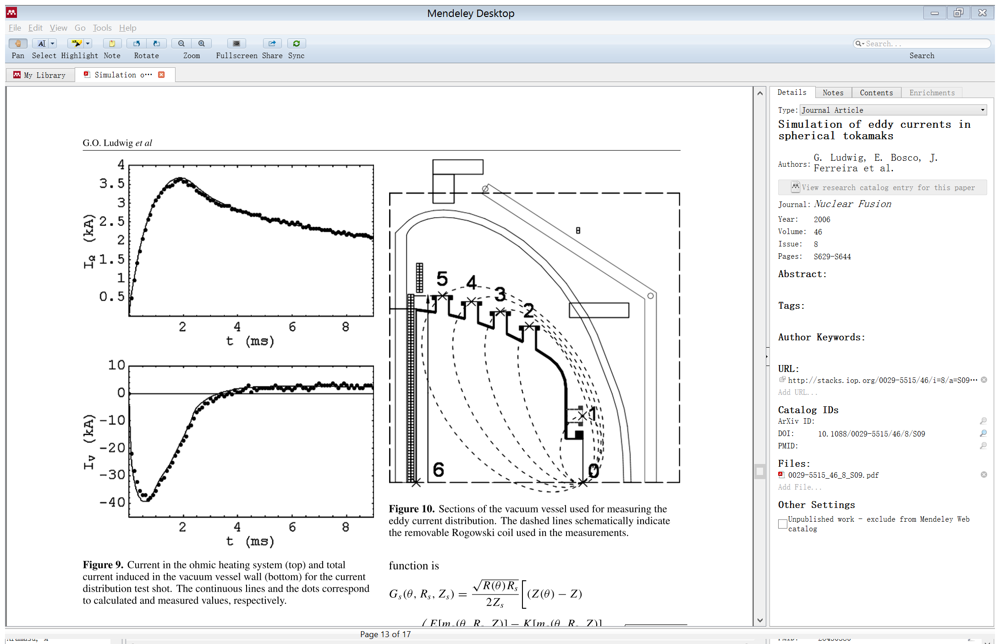 Mendeley Desktop
File Edit View Go Tools Help
Pan Select Highlight Note Rotate Zoom Fullscreen Share Sync
Search...
Search
My Library
Simulation o···
G.O. Ludwig et al
4
3.5
3
2.5
2
1.5
1
0.5
IΩ (kA)
2 4 6 8
t (ms)
10
0
-10
-20
-30
-40
Iv (kA)
2 4 6 8
t (ms)
Figure 9. Current in the ohmic heating system (top) and total
current induced in the vacuum vessel wall (bottom) for the current
distribution test shot. The continuous lines and the dots correspond
to calculated and measured values, respectively.
5
4
3
2
1
6
0
Figure 10. Sections of the vacuum vessel used for measuring the
eddy current distribution. The dashed lines schematically indicate
the removable Rogowski coil used in the measurements.
function is
G_s(θ, R_s, Z_s) = √R(θ)R_s / 2Z_s [(Z(θ) − Z)
Page 13 of 17
Details Notes Contents Enrichments
Type: Journal Article
Simulation of eddy currents in
spherical tokamaks
Authors: G. Ludwig, E. Bosco, J.
Ferreira et al.
View research catalog entry for this paper
Journal: Nuclear Fusion
Year: 2006
Volume: 46
Issue: 8
Pages: S629-S644
Abstract:
Tags:
Author Keywords:
URL:
http://stacks.iop.org/0029-5515/46/i=8/a=S09···
Add URL...
Catalog IDs
ArXiv ID:
DOI: 10.1088/0029-5515/46/8/S09
PMID:
Files:
0029-5515_46_8_S09.pdf
Add File...
Other Settings
Unpublished work - exclude from Mendeley Web
catalog